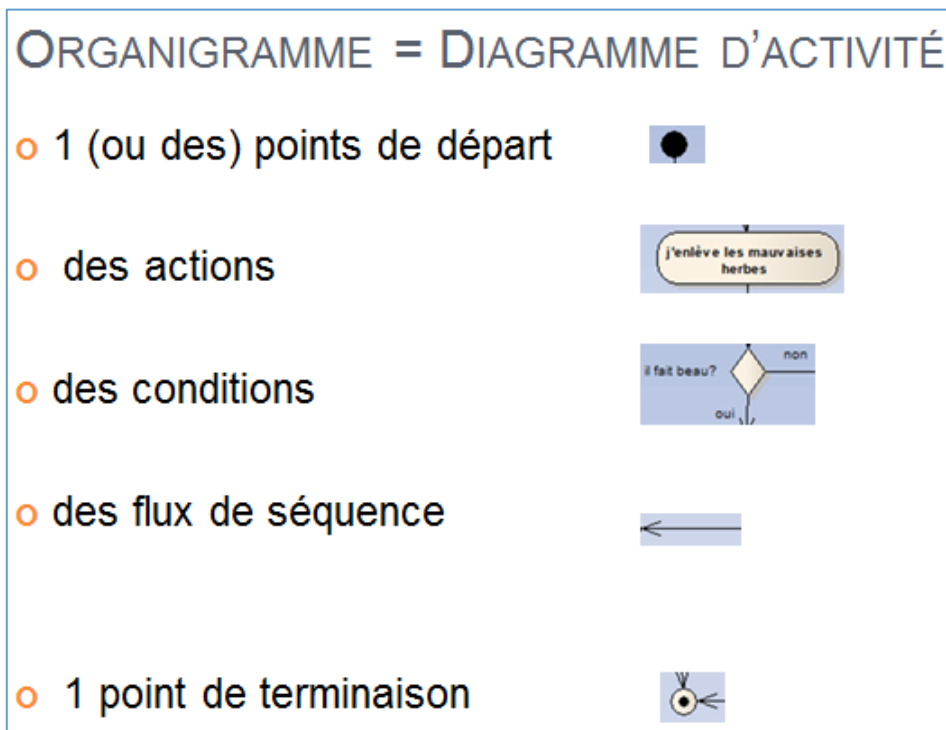 ORGANIGRAMME = DIAGRAMME D'ACTIVITÉ
o 1 (ou des) points de départ
o des actions
j'enlève les mauvaises
herbes
o des conditions
il fait beau?
non
oui
o des flux de séquence
o 1 point de terminaison